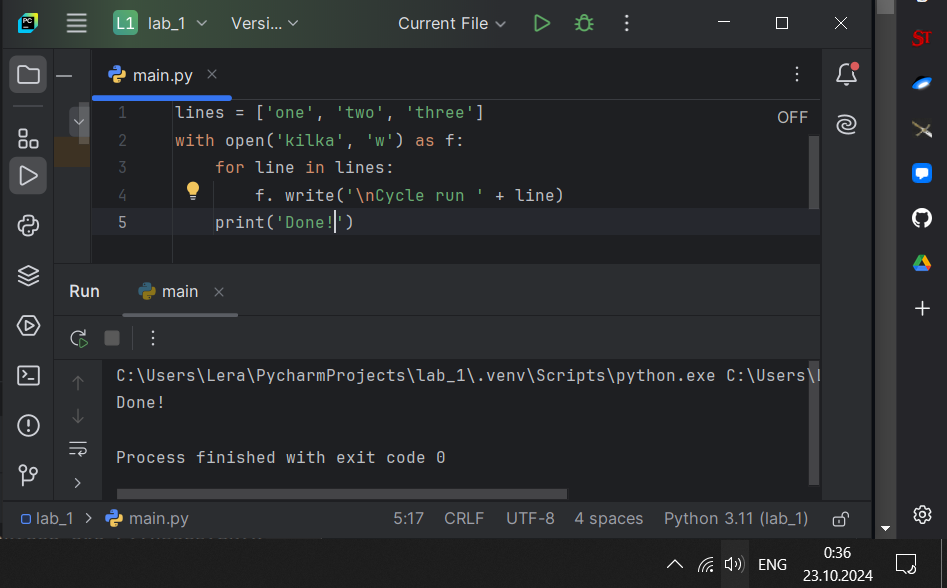 L1 lab_1 Versi... Current File
main.py
OFF
1 lines = ['one', 'two', 'three']
2 with open('kilka', 'w') as f:
3 for line in lines:
4 f. write('\nCycle run ' + line)
5 print('Done!')
Run main
C:\Users\Lera\PycharmProjects\lab_1\.venv\Scripts\python.exe C:\Users\
Done!
Process finished with exit code 0
lab_1 > main.py 5:17 CRLF UTF-8 4 spaces Python 3.11 (lab_1)
ENG
0:36
23.10.2024